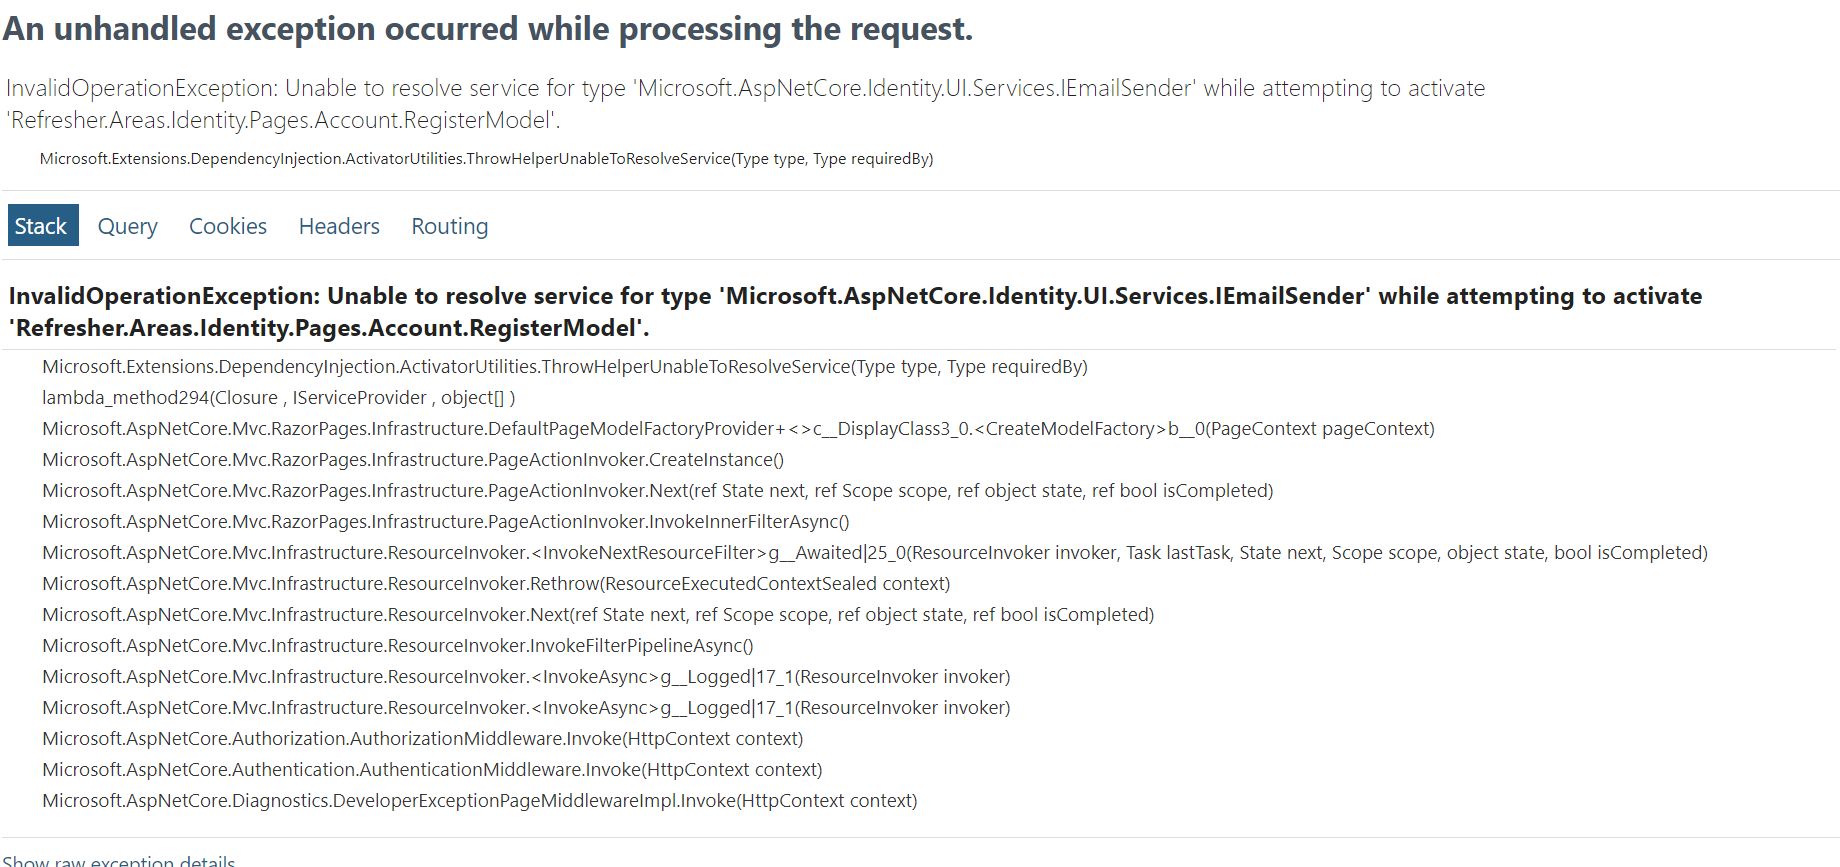 An unhandled exception occurred while processing the request.
InvalidOperationException: Unable to resolve service for type 'Microsoft.AspNetCore.Identity.UI.Services.IEmailSender' while attempting to activate
'Refresher.Areas.Identity.Pages.Account.RegisterModel'.
Microsoft.Extensions.DependencyInjection.ActivatorUtilities.ThrowHelperUnableToResolveService(Type type, Type requiredBy)
Stack Query Cookies Headers Routing
InvalidOperationException: Unable to resolve service for type 'Microsoft.AspNetCore.Identity.UI.Services.IEmailSender' while attempting to activate
'Refresher.Areas.Identity.Pages.Account.RegisterModel'.
Microsoft.Extensions.DependencyInjection.ActivatorUtilities.ThrowHelperUnableToResolveService(Type type, Type requiredBy)
lambda_method294(Closure , IServiceProvider , object[] )
Microsoft.AspNetCore.Mvc.RazorPages.Infrastructure.DefaultPageModelFactoryProvider+<>c__DisplayClass3_0.<CreateModelFactory>b__0(PageContext pageContext)
Microsoft.AspNetCore.Mvc.RazorPages.Infrastructure.PageActionInvoker.CreateInstance()
Microsoft.AspNetCore.Mvc.RazorPages.Infrastructure.PageActionInvoker.Next(ref State next, ref Scope scope, ref object state, ref bool isCompleted)
Microsoft.AspNetCore.Mvc.RazorPages.Infrastructure.PageActionInvoker.InvokeInnerFilterAsync()
Microsoft.AspNetCore.Mvc.Infrastructure.ResourceInvoker.<InvokeNextResourceFilter>g__Awaited|25_0(ResourceInvoker invoker, Task lastTask, State next, Scope scope, object state, bool isCompleted)
Microsoft.AspNetCore.Mvc.Infrastructure.ResourceInvoker.Rethrow(ResourceExecutedContextSealed context)
Microsoft.AspNetCore.Mvc.Infrastructure.ResourceInvoker.Next(ref State next, ref Scope scope, ref object state, ref bool isCompleted)
Microsoft.AspNetCore.Mvc.Infrastructure.ResourceInvoker.InvokeFilterPipelineAsync()
Microsoft.AspNetCore.Mvc.Infrastructure.ResourceInvoker.<InvokeAsync>g__Logged|17_1(ResourceInvoker invoker)
Microsoft.AspNetCore.Mvc.Infrastructure.ResourceInvoker.<InvokeAsync>g__Logged|17_1(ResourceInvoker invoker)
Microsoft.AspNetCore.Authorization.AuthorizationMiddleware.Invoke(HttpContext context)
Microsoft.AspNetCore.Authentication.AuthenticationMiddleware.Invoke(HttpContext context)
Microsoft.AspNetCore.Diagnostics.DeveloperExceptionPageMiddlewareImpl.Invoke(HttpContext context)
Show raw exception details